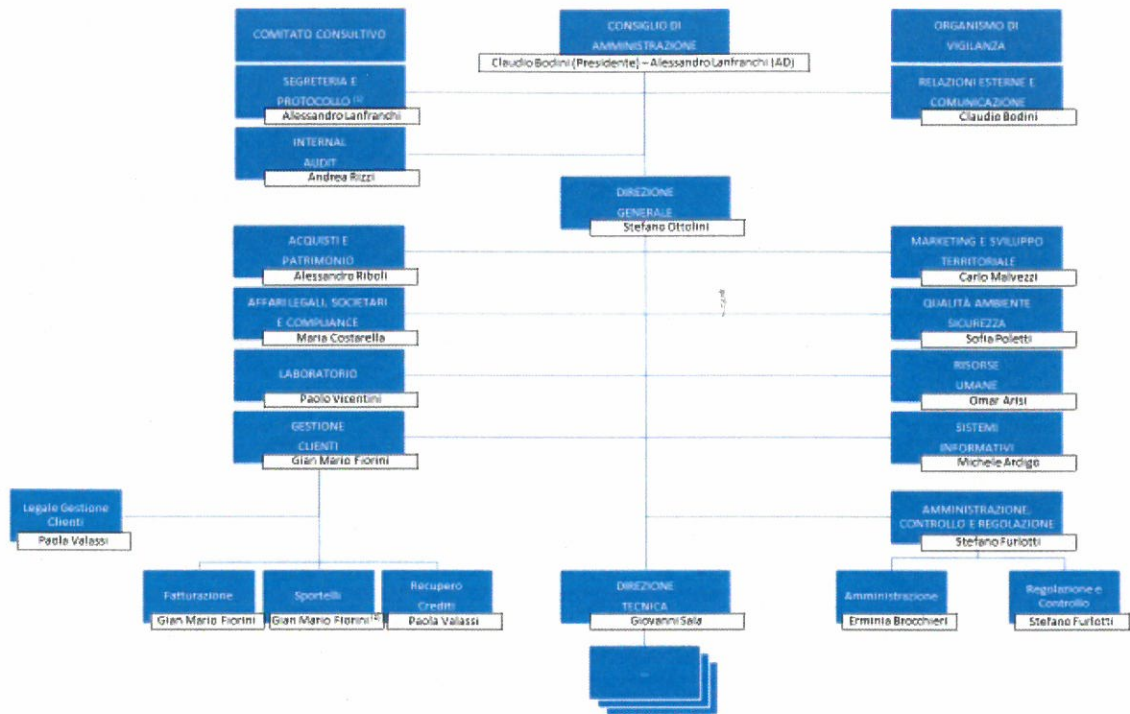 COMITATO CONSULTIVO
CONSIGLIO DI
AMMINISTRAZIONE
Claudio Bodini (Presidente) – Alessandro Lanfranchi (AD)
ORGANISMO DI
VIGILANZA
SEGRETERIA E
PROTOCOLLO (1)
Alessandro Lanfranchi
RELAZIONI ESTERNE E
COMUNICAZIONE
Claudio Bodini
INTERNAL
AUDIT
Andrea Rizzi
DIREZIONE
GENERALE
Stefano Ottolini
ACQUISTI E
PATRIMONIO
Alessandro Riboli
MARKETING E SVILUPPO
TERRITORIALE
Carlo Malvezzi
AFFARI LEGALI, SOCIETARI
E COMPLIANCE
Maria Costarella
QUALITÀ AMBIENTE
SICUREZZA
Sofia Poletti
LABORATORIO
Paolo Vicentini
RISORSE
UMANE
Omar Arisi
GESTIONE
CLIENTI
Gian Mario Fiorini
SISTEMI
INFORMATIVI
Michele Ardigo
Legale Gestione
Clienti
Paola Valassi
AMMINISTRAZIONE,
CONTROLLO E REGOLAZIONE
Stefano Furlotti
Fatturazione
Gian Mario Fiorini
Sportelli
Gian Mario Fiorini
Recupero
Crediti
Paola Valassi
DIREZIONE
TECNICA
Giovanni Sala
Amministrazione
Erminia Brocchieri
Regolazione e
Controllo
Stefano Furlotti
...